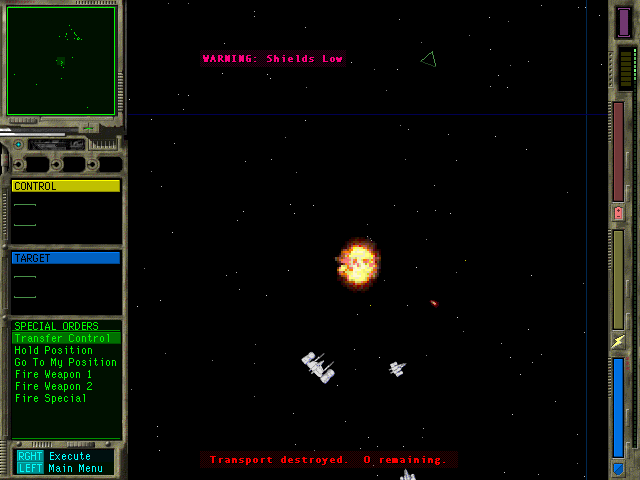 WARNING: Shields Low
CONTROL
TARGET
SPECIAL ORDERS
Transfer Control
Hold Position
Go To My Position
Fire Weapon 1
Fire Weapon 2
Fire Special
RGHT Execute
LEFT Main Menu
Transport destroyed. 0 remaining.